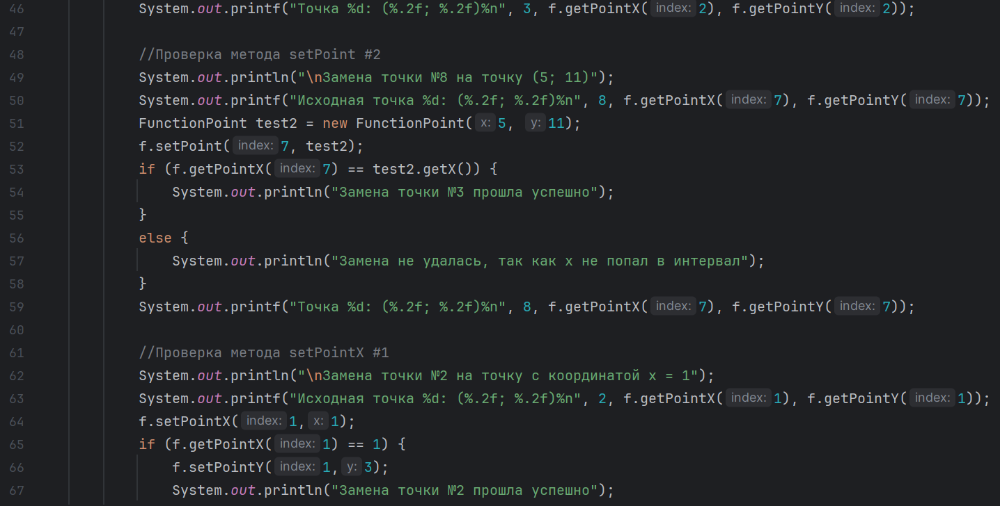 46 System.out.printf("Точка %d: (%.2f; %.2f)%n", 3, f.getPointX( index: 2), f.getPointY( index: 2));
47
48 //Проверка метода setPoint #2
49 System.out.println("\nЗамена точки №8 на точку (5; 11)");
50 System.out.printf("Исходная точка %d: (%.2f; %.2f)%n", 8, f.getPointX( index: 7), f.getPointY( index: 7));
51 FunctionPoint test2 = new FunctionPoint( x: 5, y: 11);
52 f.setPoint( index: 7, test2);
53 if (f.getPointX( index: 7) == test2.getX()) {
54 System.out.println("Замена точки №3 прошла успешно");
55 }
56 else {
57 System.out.println("Замена не удалась, так как x не попал в интервал");
58 }
59 System.out.printf("Точка %d: (%.2f; %.2f)%n", 8, f.getPointX( index: 7), f.getPointY( index: 7));
60
61 //Проверка метода setPointX #1
62 System.out.println("\nЗамена точки №2 на точку с координатой x = 1");
63 System.out.printf("Исходная точка %d: (%.2f; %.2f)%n", 2, f.getPointX( index: 1), f.getPointY( index: 1));
64 f.setPointX( index: 1, x: 1);
65 if (f.getPointX( index: 1) == 1) {
66 f.setPointY( index: 1, y: 3);
67 System.out.println("Замена точки №2 прошла успешно");